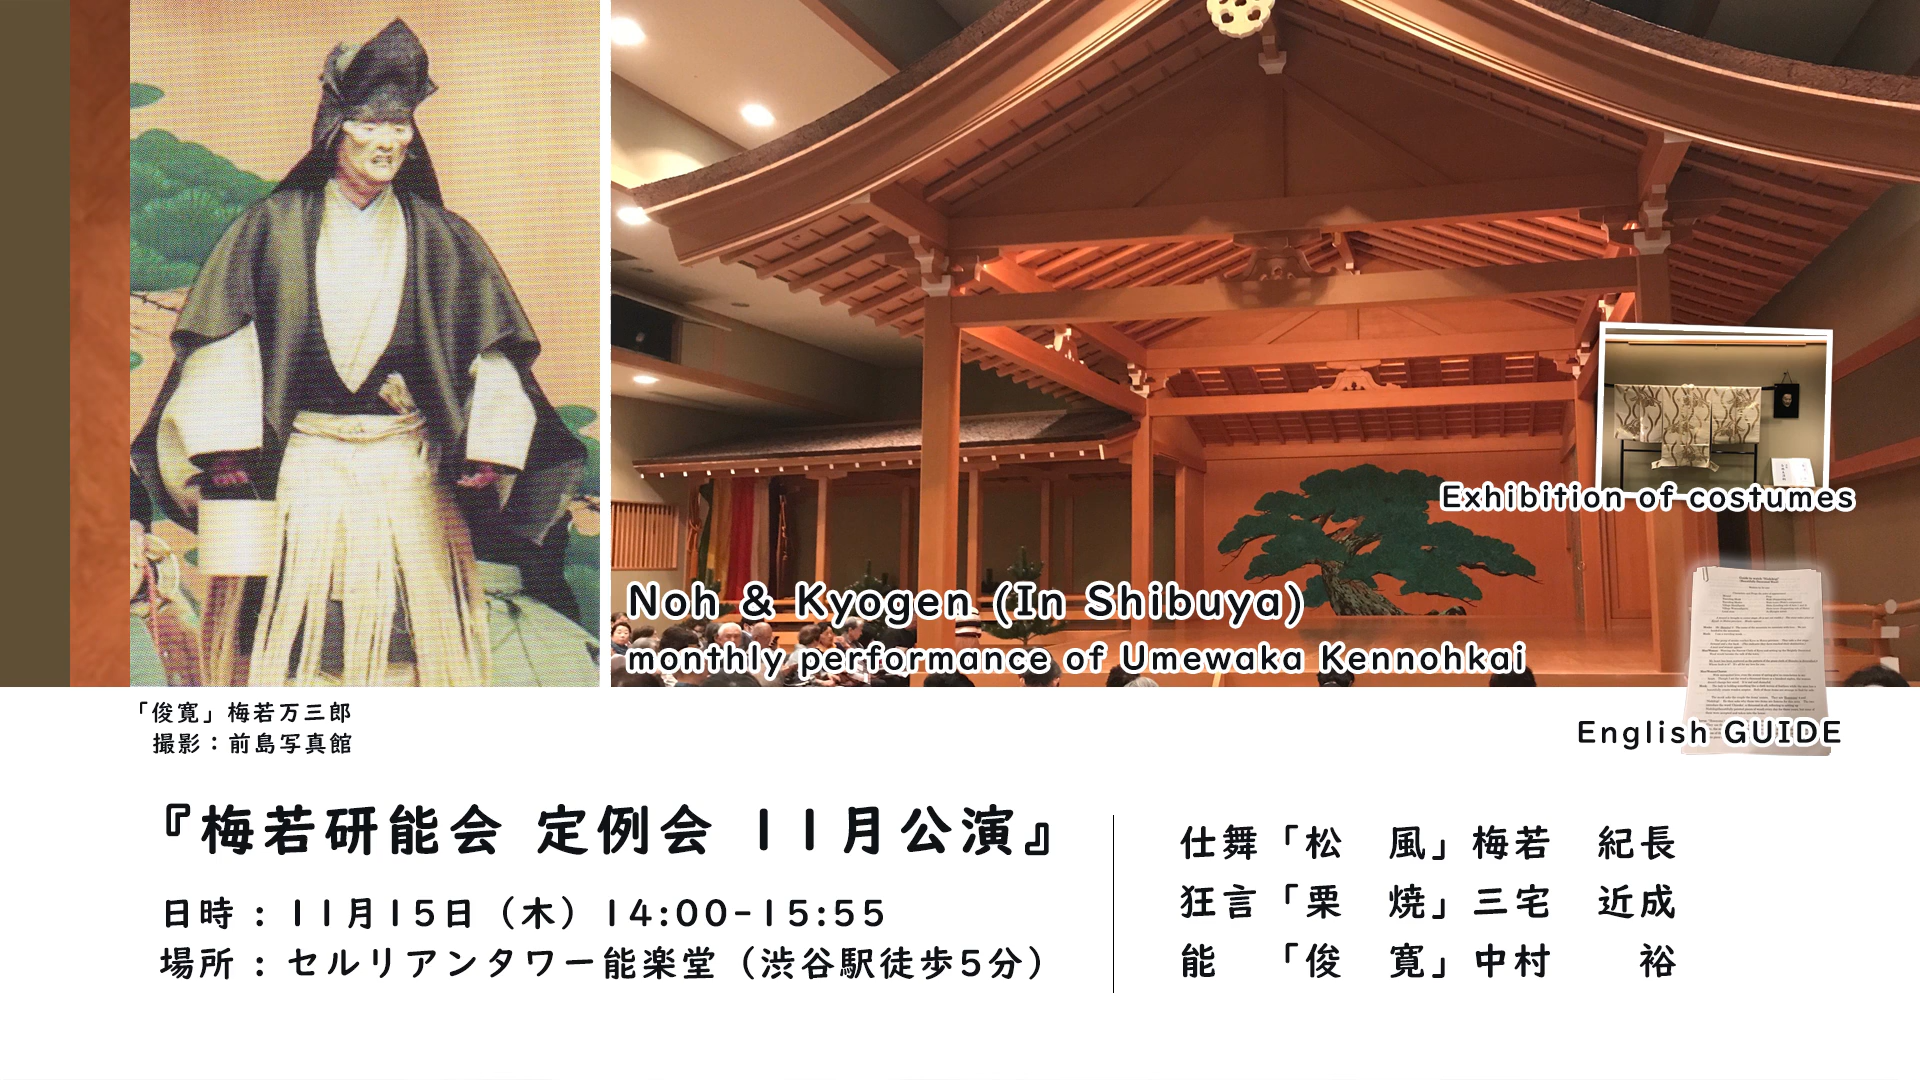 Exhibition of costumes
Noh & Kyogen (In Shibuya)
monthly performance of Umewaka Kennohkai
English GUIDE
「俊寛」梅若万三郎
撮影：前島写真館
『梅若研能会 定例会 11月公演』
日時：11月15日（木）14:00-15:55
場所：セルリアンタワー能楽堂（渋谷駅徒歩5分）
仕舞「松　風」梅若　紀長
狂言「栗　焼」三宅　近成
能　「俊　寛」中村　　裕